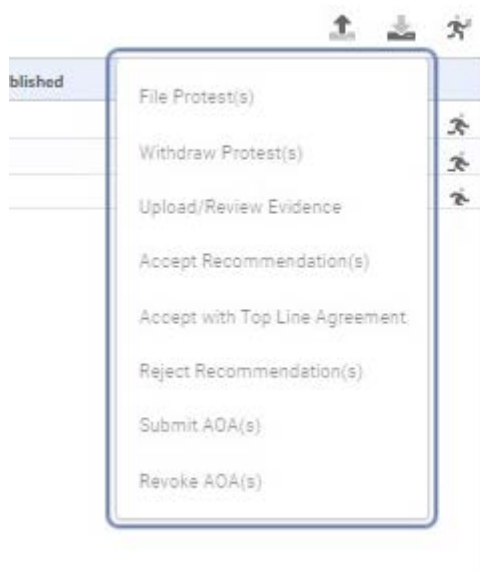 blished
File Protest(s)
Withdraw Protest(s)
Upload/Review Evidence
Accept Recommendation(s)
Accept with Top Line Agreement
Reject Recommendation(s)
Submit AOA(s)
Revoke AOA(s)